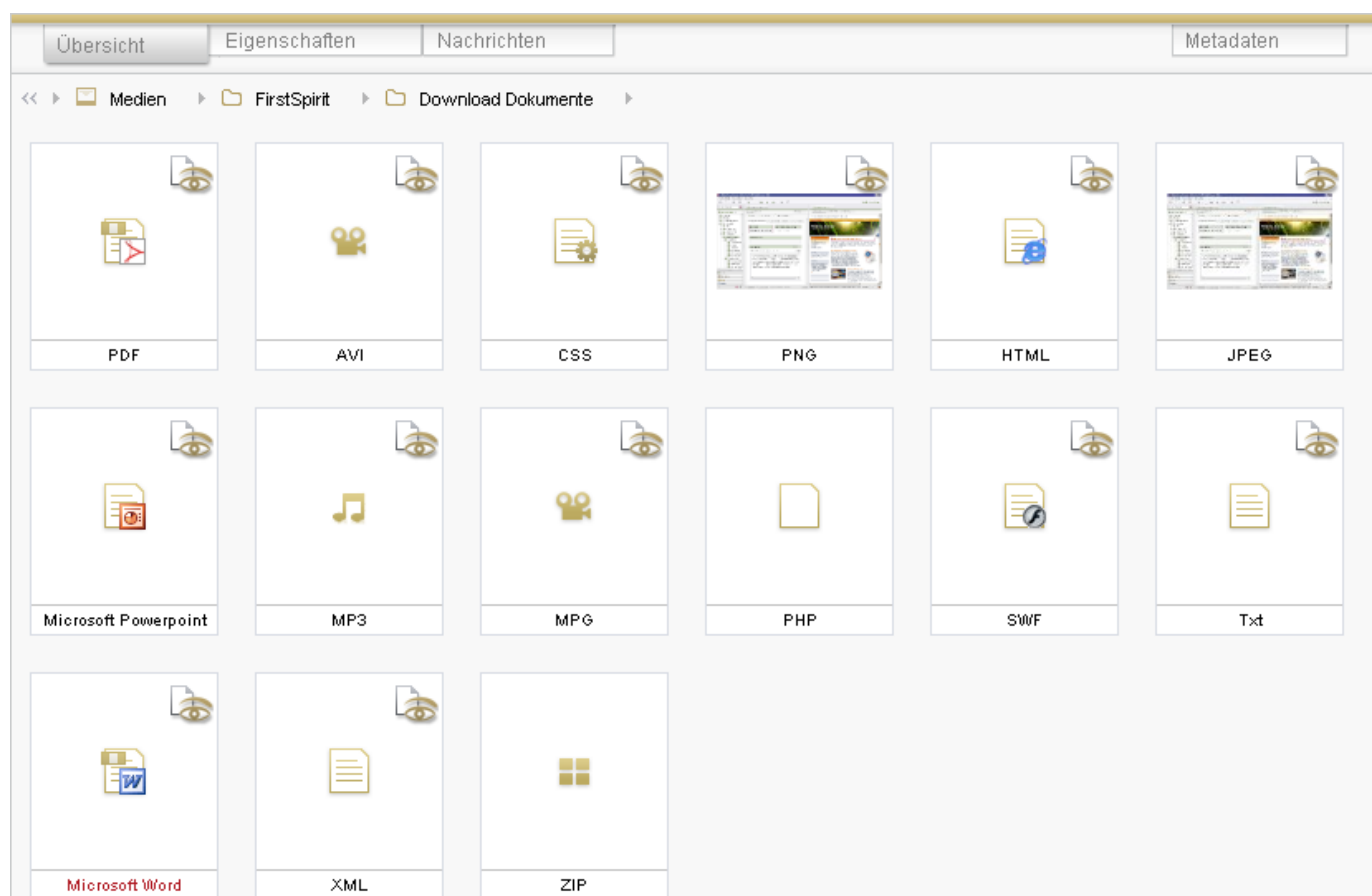 Übersicht Eigenschaften Nachrichten Metadaten
<< Medien FirstSpirit Download Dokumente
PDF AVI CSS PNG HTML JPEG
Microsoft Powerpoint MP3 MPG PHP SWF Txt
Microsoft Word XML ZIP